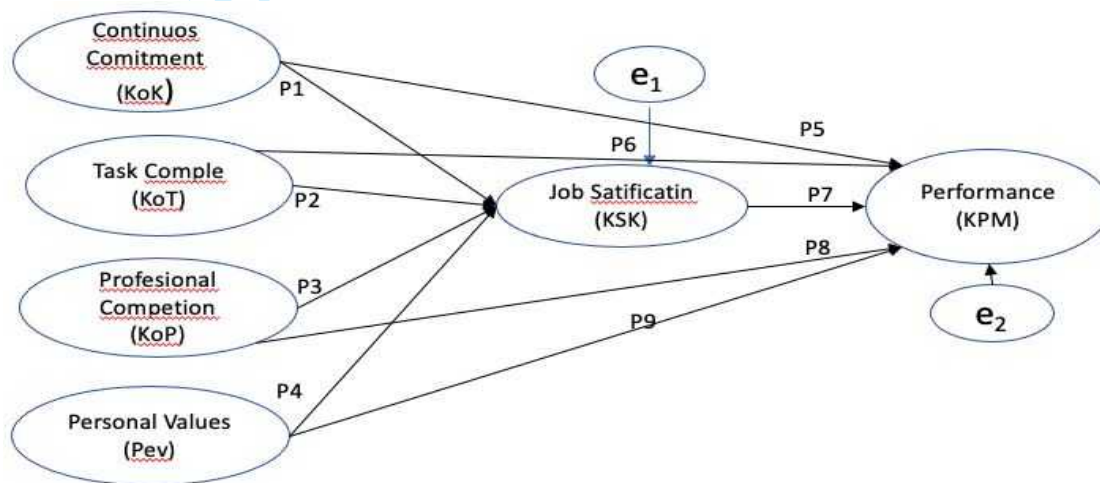 Continuos
Comitment
(KoK)
P1
e1
P5
P6
Task Comple
(KoT)
P2
Job Satificatin
(KSK)
P7
Performance
(KPM)
Profesional
Competion
(KoP)
P3
P8
P9
e2
P4
Personal Values
(Pev)